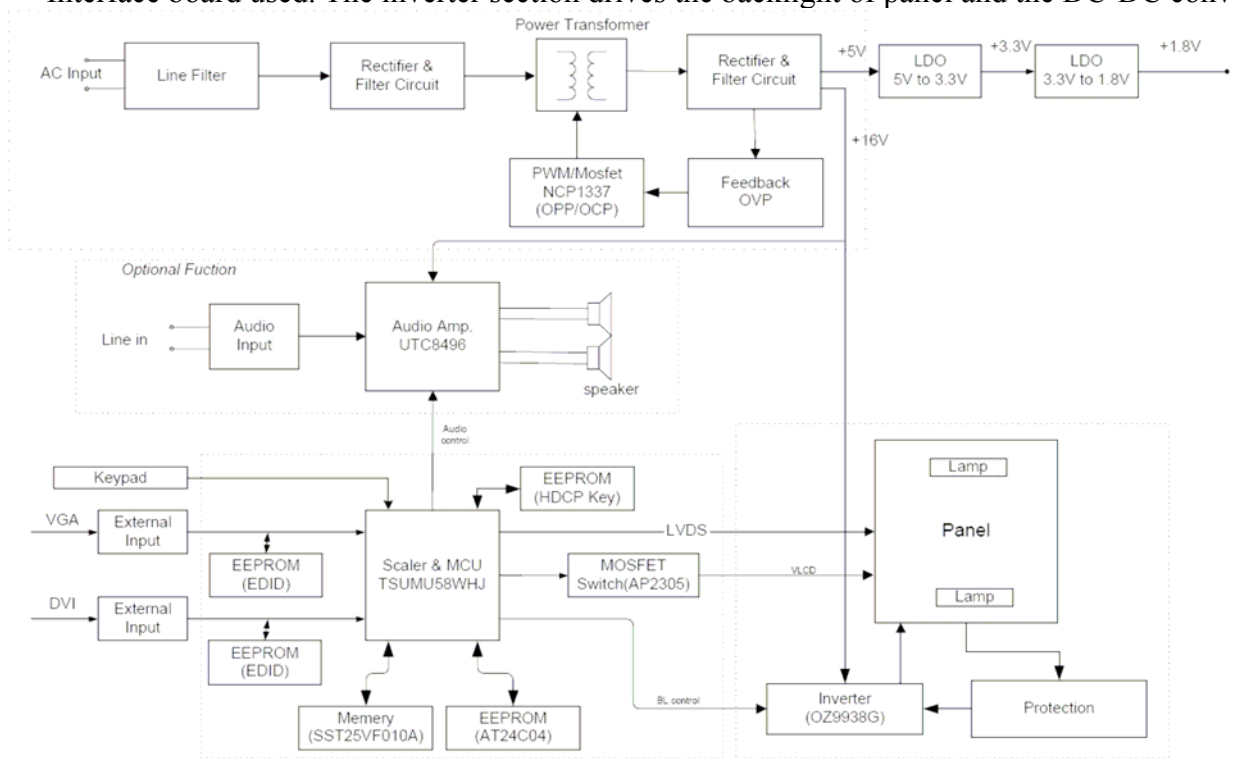 Interface board used. The inverter section drives the backlight of panel and the DC-DC conv
Power Transformer
AC Input
Line Filter
Rectifier &
Filter Circuit
Rectifier &
Filter Circuit
+5V
LDO
5V to 3.3V
+3.3V
LDO
3.3V to 1.8V
+1.8V
+16V
PWM/Mosfet
NCP1337
(OPP/OCP)
Feedback
OVP
Optional Fuction
Line in
Audio
Input
Audio Amp.
UTC8496
speaker
Audio
control
Keypad
EEPROM
(HDCP Key)
VGA
External
Input
EEPROM
(EDID)
Scaler & MCU
TSUMU58WHJ
LVDS
MOSFET
Switch(AP2305)
VLCD
Lamp
Panel
Lamp
DVI
External
Input
EEPROM
(EDID)
Memery
(SST25VF010A)
EEPROM
(AT24C04)
BL control
Inverter
(OZ9938G)
Protection